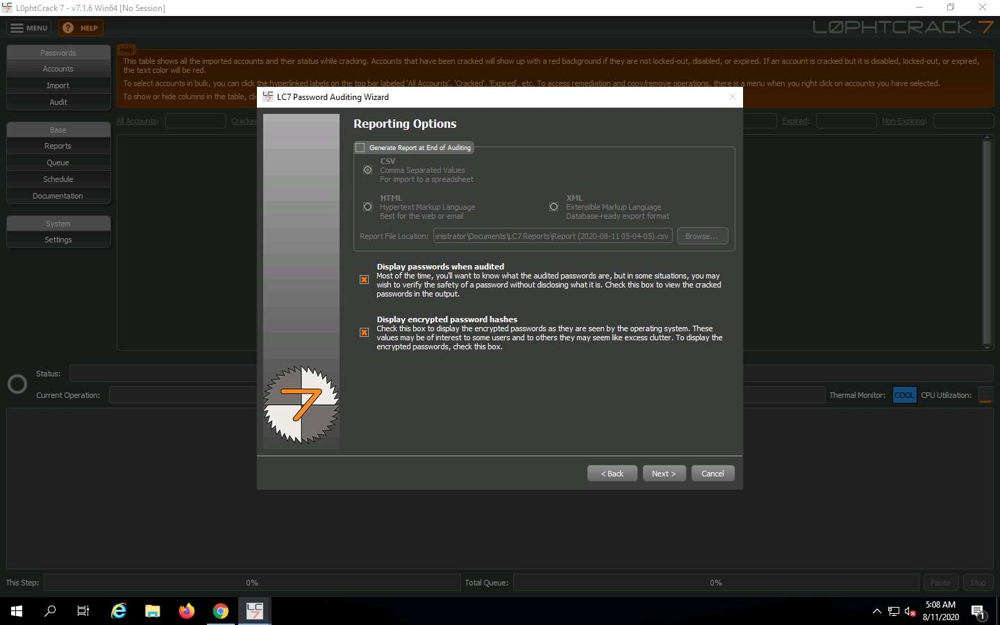 L0phtCrack 7 - v7.1.6 Win64 [No Session]
MENU
HELP
L0PHTCRACK 7
Passwords
Accounts
Import
Audit
Base
Reports
Queue
Schedule
Documentation
System
Settings
Help
This table shows all the imported accounts and their status while cracking. Accounts that have been cracked will show up with a red background if they are not locked-out, disabled, or expired. If an account is cracked but it is disabled, locked-out, or expired,
the text color will be red.
To select accounts in bulk, you can click the hyperlinked labels on the top bar labeled 'All Accounts', 'Cracked', 'Expired', etc. To access remediation and copy/remove operations, there is a menu when you right click on accounts you have selected.
To show or hide columns in the table, clic
All Accounts:
Cracked
Expired:
Non-Expiring:
LC7 Password Auditing Wizard
Reporting Options
Generate Report at End of Auditing
CSV
Comma Separated Values
For import to a spreadsheet
HTML
Hypertext Markup Language
Best for the web or email
XML
Extensible Markup Language
Database-ready export format
Report File Location:
inistrator\Documents\LC7 Reports\Report (2020-08-11 05-04-05).csv
Browse...
Display passwords when audited
Most of the time, you'll want to know what the audited passwords are, but in some situations, you may
wish to verify the safety of a password without disclosing what it is. Check this box to view the cracked
passwords in the output.
Display encrypted password hashes
Check this box to display the encrypted passwords as they are seen by the operating system. These
values may be of interest to some users and to others they may seem like excess clutter. To display the
encrypted passwords, check this box.
7
< Back
Next >
Cancel
Status:
Current Operation:
Thermal Monitor:
COOL
CPU Utilization:
This Step:
0%
Total Queue:
0%
Pause
Stop
LC
7
5:08 AM
8/11/2020
1